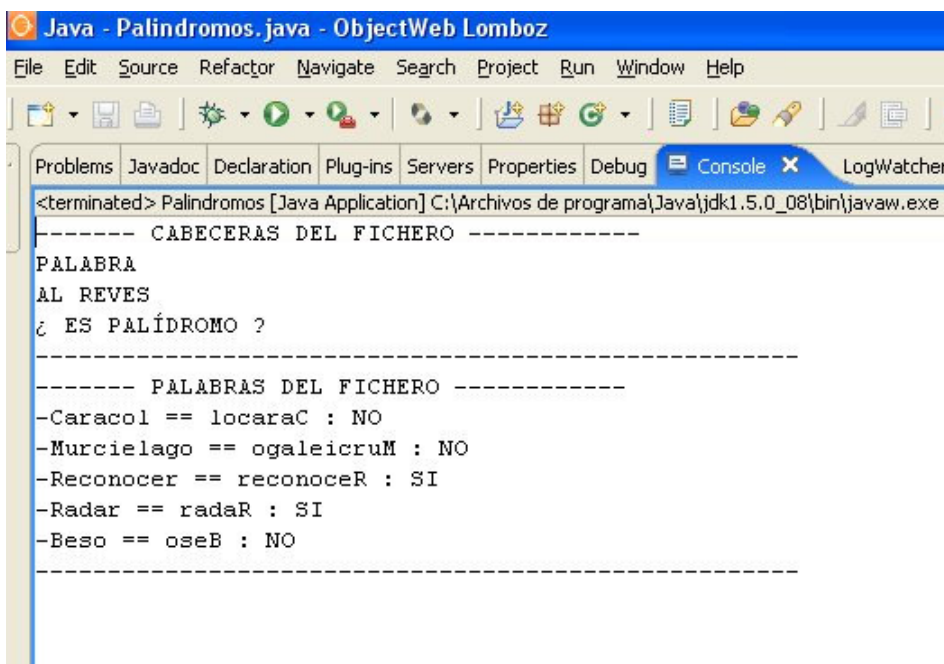 Java - Palindromos.java - ObjectWeb Lomboz
File Edit Source Refactor Navigate Search Project Run Window Help
Problems Javadoc Declaration Plug-ins Servers Properties Debug Console LogWatcher
<terminated> Palindromos [Java Application] C:\Archivos de programa\Java\jdk1.5.0_08\bin\javaw.exe
------- CABECERAS DEL FICHERO ------------
PALABRA
AL REVES
¿ ES PALÍDROMO ?
-----------------------------------------------------
------- PALABRAS DEL FICHERO ------------
-Caracol == locaraC : NO
-Murcielago == ogaleicruM : NO
-Reconocer == reconoceR : SI
-Radar == radaR : SI
-Beso == oseB : NO
-----------------------------------------------------